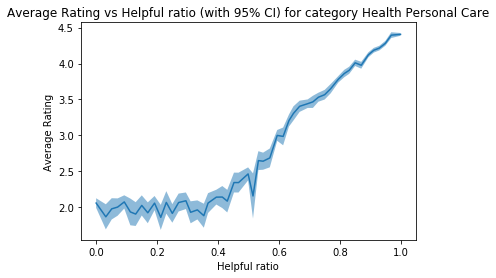 Average Rating vs Helpful ratio (with 95% CI) for category Health Personal Care
4.5
4.0
3.5
3.0
2.5
2.0
Average Rating
0.0 0.2 0.4 0.6 0.8 1.0
Helpful ratio